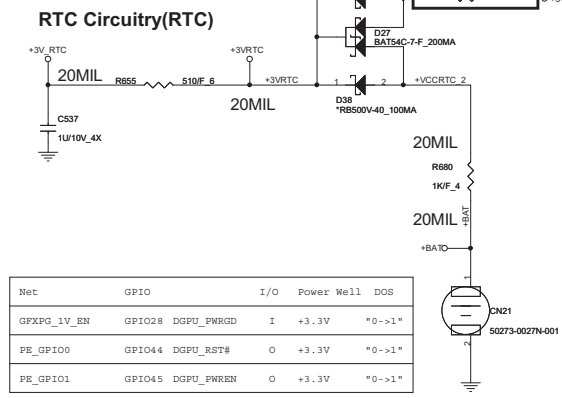 RTC Circuitry(RTC)
D27
BAT54C-7-F_200MA
+3V_RTC
+3VRTC
20MIL
R655
510/F_6
+3VRTC
1
2
+VCCRTC_2
20MIL
D38
*RB500V-40_100MA
C537
1U/10V_4X
20MIL
R680
1K/F_4
20MIL
+BAT
+BAT
1
CN21
50273-0027N-001
2
Net GPIO I/O Power Well DOS
GFXPG_1V_EN GPIO28 DGPU_PWRGD I +3.3V "0->1"
PE_GPIO0 GPIO44 DGPU_RST# O +3.3V "0->1"
PE_GPIO1 GPIO45 DGPU_PWREN O +3.3V "0->1"